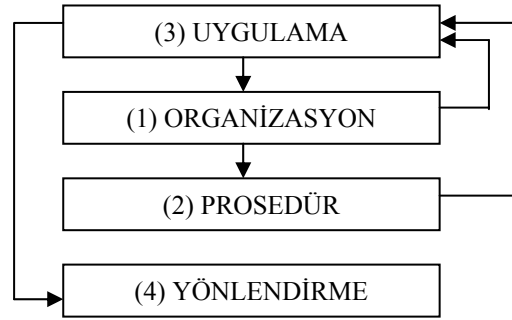 (3) UYGULAMA
(1) ORGANİZASYON
(2) PROSEDÜR
(4) YÖNLENDİRME